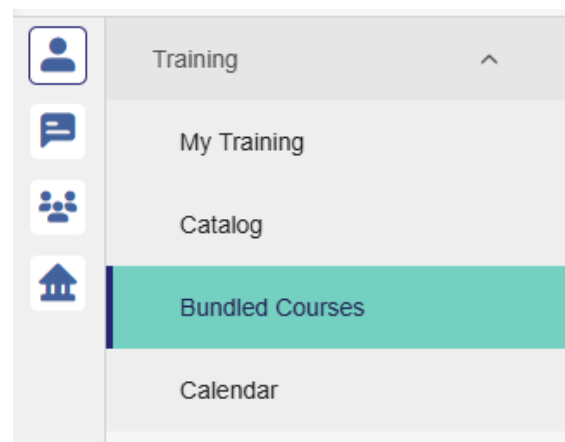 Training
My Training
Catalog
Bundled Courses
Calendar